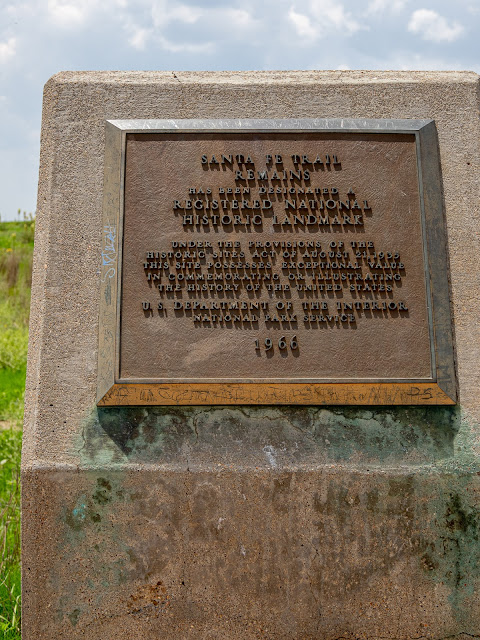 SANTA FE TRAIL
REMAINS
HAS BEEN DESIGNATED A
REGISTERED NATIONAL
HISTORIC LANDMARK
UNDER THE PROVISIONS OF THE
HISTORIC SITES ACT OF AUGUST 21, 1935
THIS SITE POSSESSES EXCEPTIONAL VALUE
IN COMMEMORATING OR ILLUSTRATING
THE HISTORY OF THE UNITED STATES
U.S. DEPARTMENT OF THE INTERIOR
NATIONAL PARK SERVICE
1966